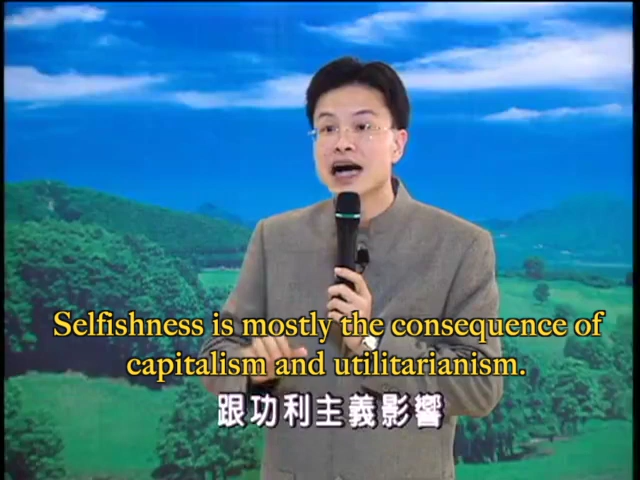 Selfishness is mostly the consequence of
capitalism and utilitarianism.
跟功利主義影響